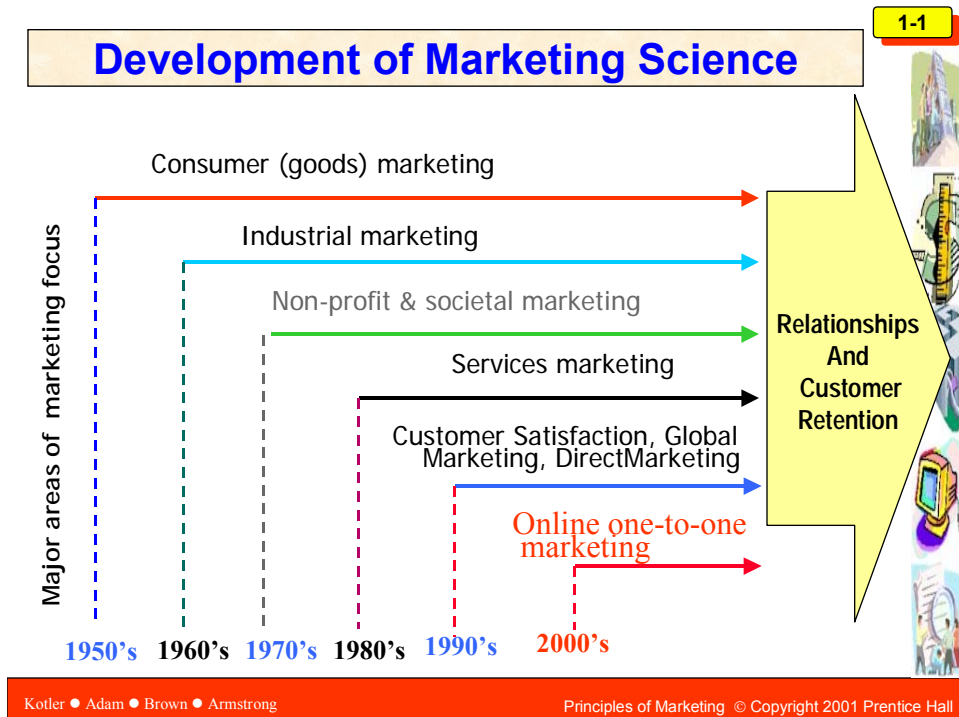 1-1
Development of Marketing Science
Major areas of marketing focus
Consumer (goods) marketing
Industrial marketing
Non-profit & societal marketing
Services marketing
Customer Satisfaction, Global
Marketing, DirectMarketing
Online one-to-one
marketing
Relationships
And
Customer
Retention
1950’s 1960’s 1970’s 1980’s 1990’s 2000’s
Kotler ● Adam ● Brown ● Armstrong
Principles of Marketing © Copyright 2001 Prentice Hall